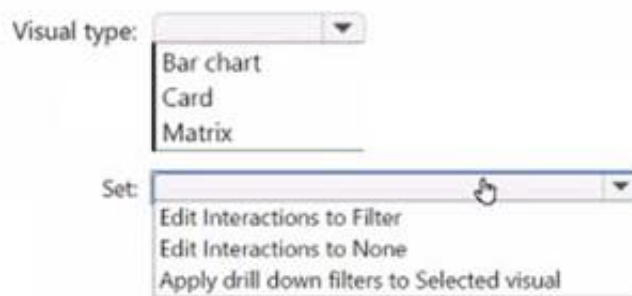 Visual type:
Bar chart
Card
Matrix
Set:
Edit Interactions to Filter
Edit Interactions to None
Apply drill down filters to Selected visual